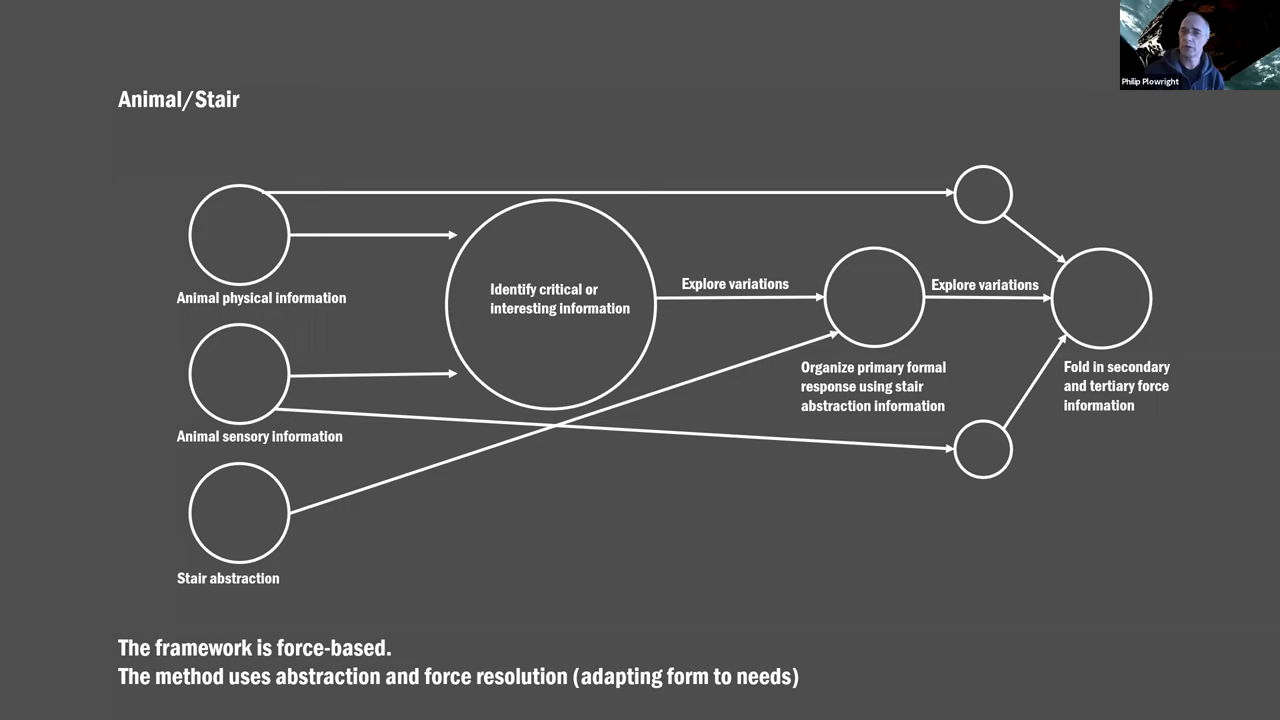 Philip Plowright
Animal/Stair
Animal physical information
Identify critical or
interesting information
Explore variations
Explore variations
Animal sensory information
Organize primary formal
response using stair
abstraction information
Fold in secondary
and tertiary force
information
Stair abstraction
The framework is force-based.
The method uses abstraction and force resolution (adapting form to needs)